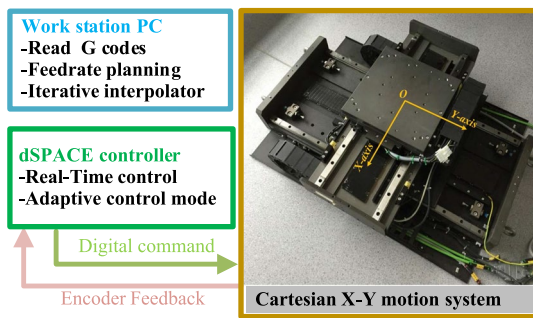 Work station PC
-Read G codes
-Feedrate planning
-Iterative interpolator
dSPACE controller
-Real-Time control
-Adaptive control mode
Digital command
Encoder Feedback
O
Y-axis
X-axis
Cartesian X-Y motion system